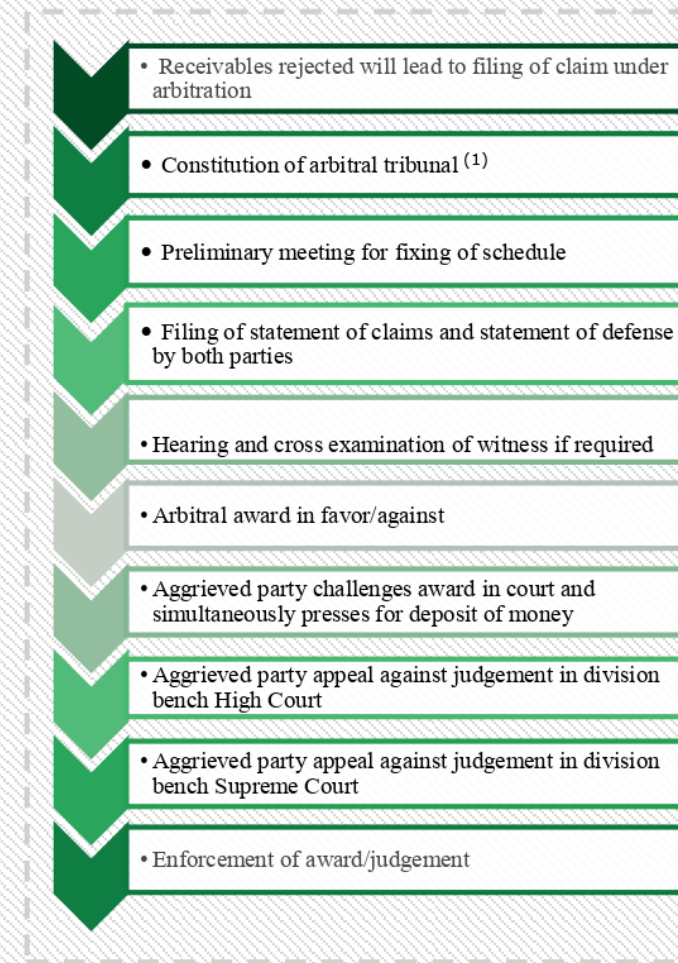 • Receivables rejected will lead to filing of claim under
arbitration
• Constitution of arbitral tribunal (1)
• Preliminary meeting for fixing of schedule
• Filing of statement of claims and statement of defense
by both parties
• Hearing and cross examination of witness if required
• Arbitral award in favor/against
• Aggrieved party challenges award in court and
simultaneously presses for deposit of money
• Aggrieved party appeal against judgement in division
bench High Court
• Aggrieved party appeal against judgement in division
bench Supreme Court
• Enforcement of award/judgement